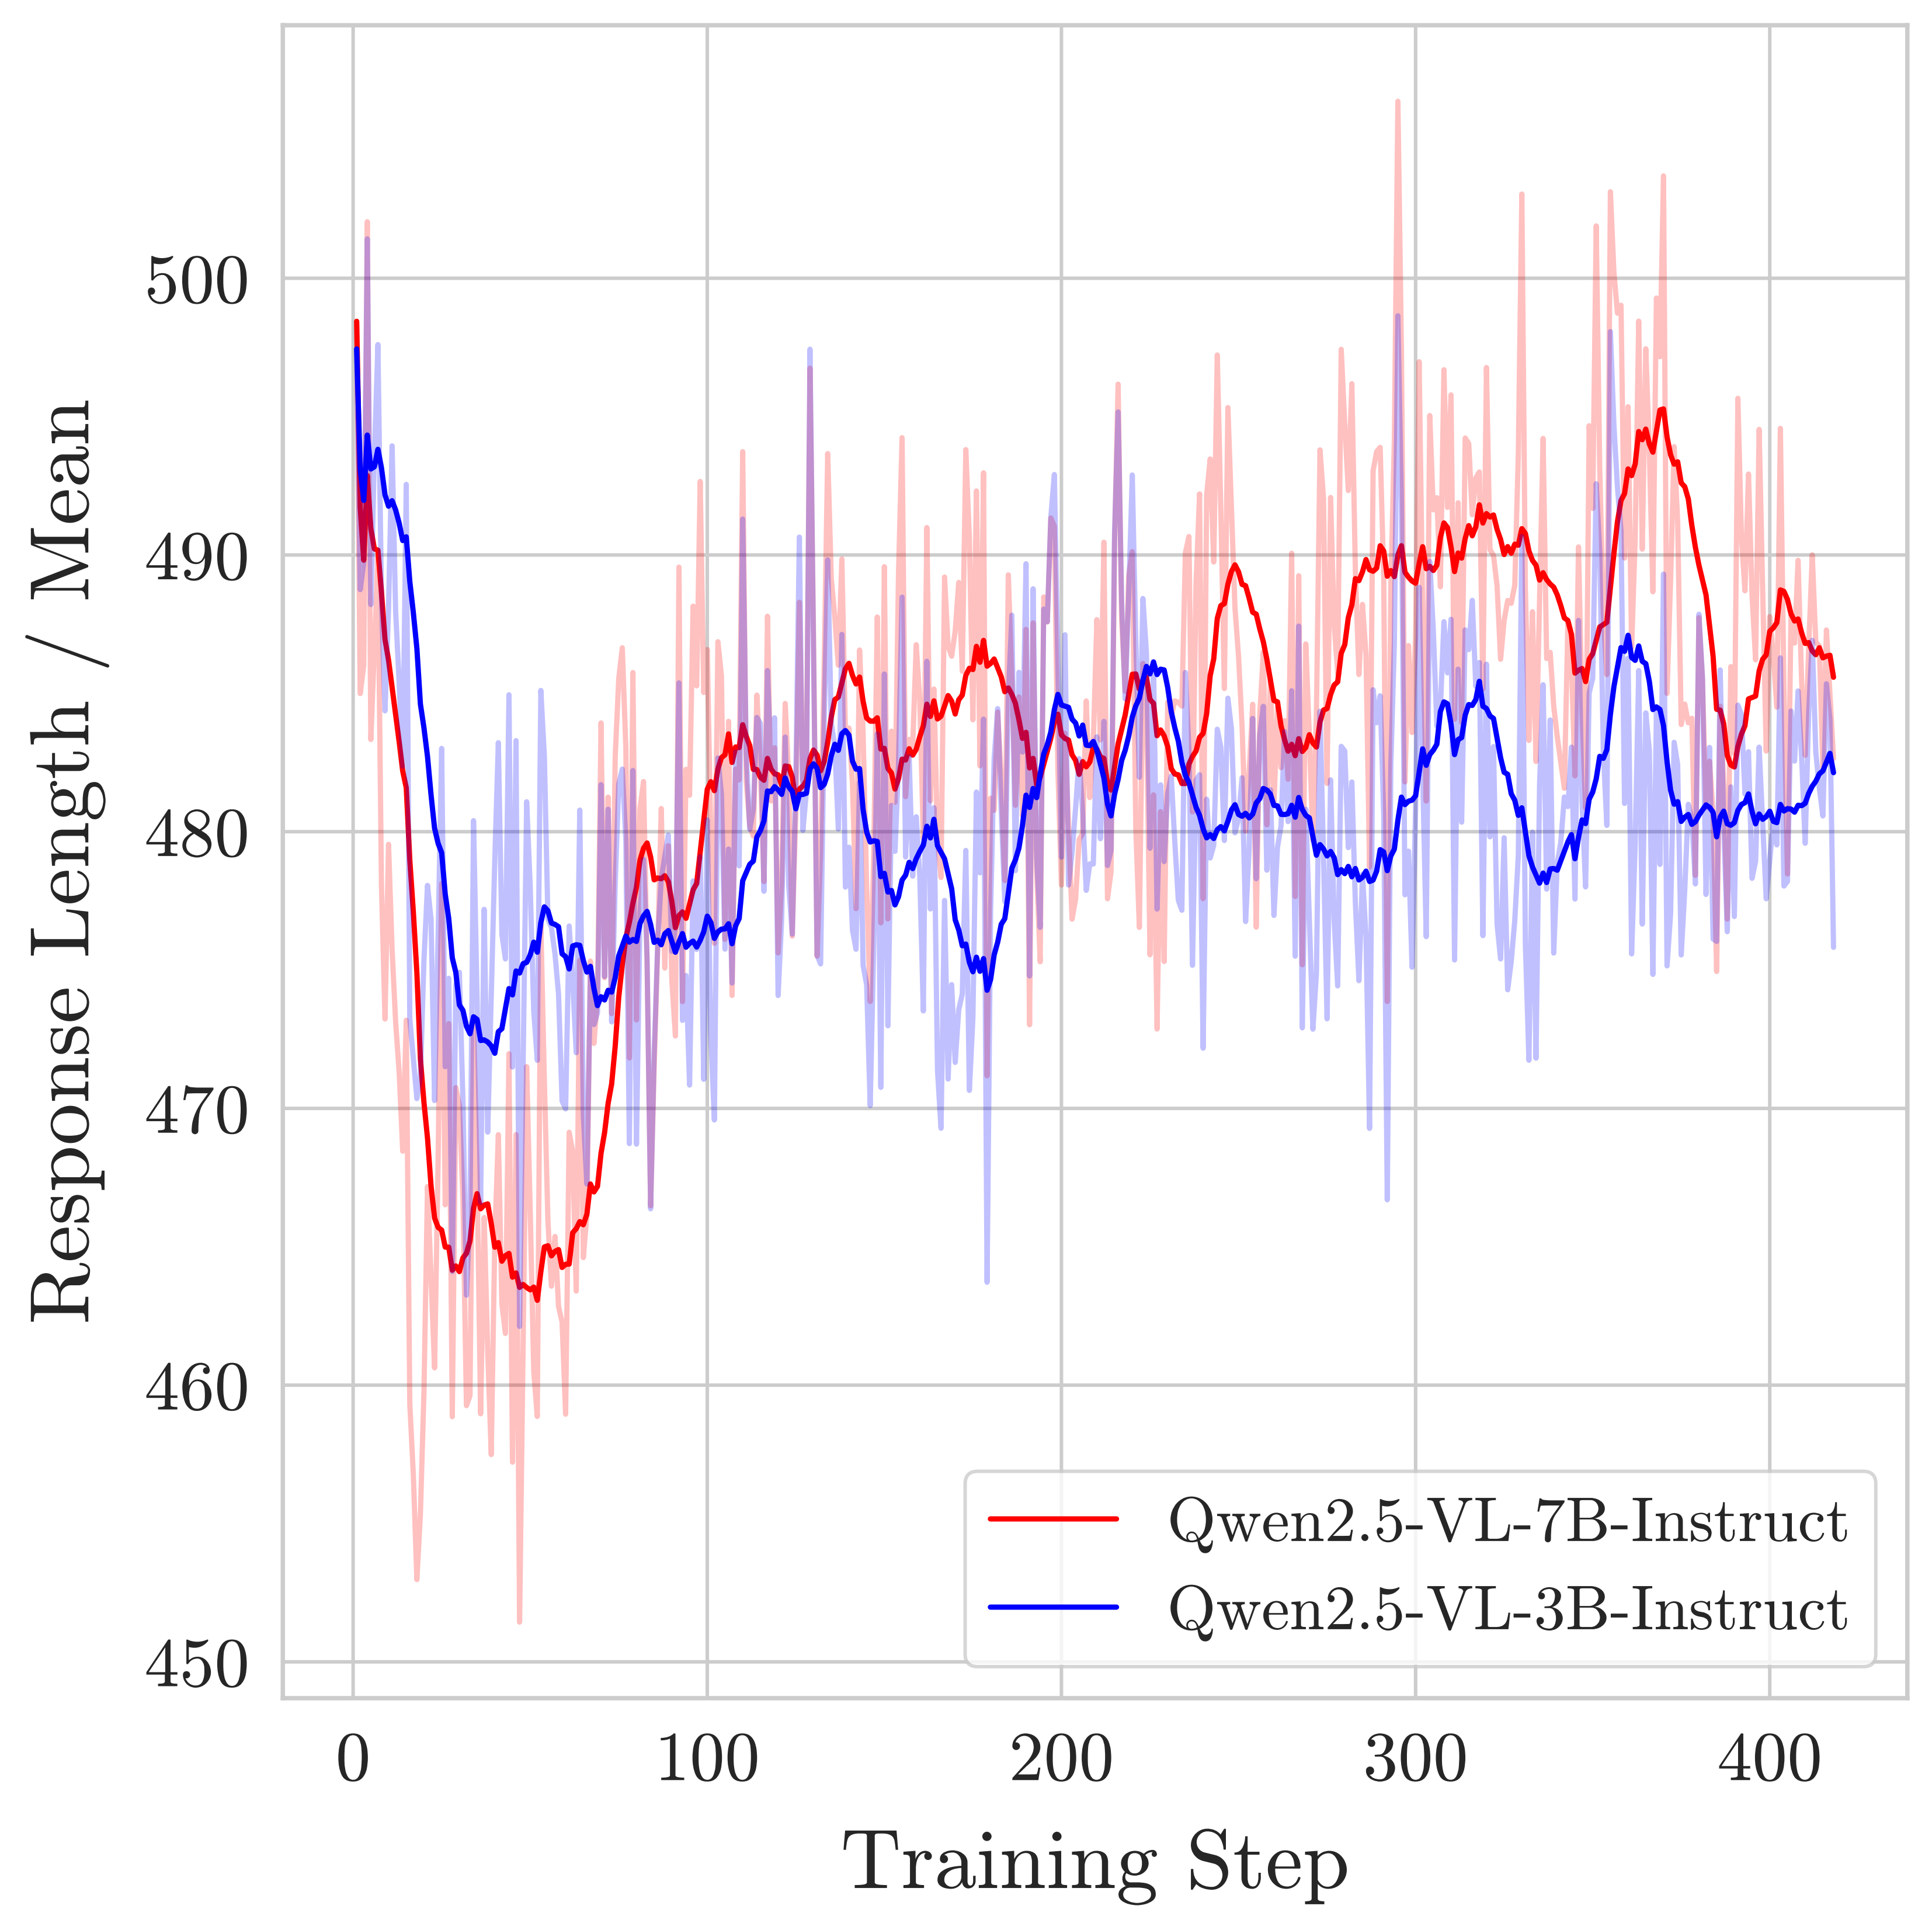 Response Length / Mean
500
490
480
470
460
450
Qwen2.5-VL-7B-Instruct
Qwen2.5-VL-3B-Instruct
0 100 200 300 400
Training Step